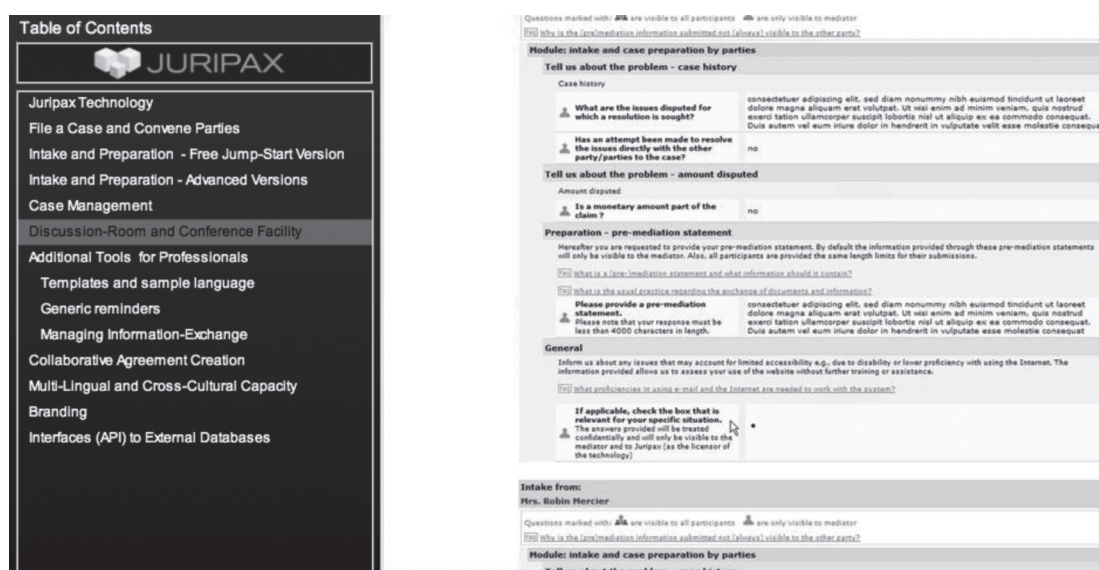 Table of Contents
JURIPAX
Juripax Technology
File a Case and Convene Parties
Intake and Preparation - Free Jump-Start Version
Intake and Preparation - Advanced Versions
Case Management
Discussion-Room and Conference Facility
Additional Tools for Professionals
Templates and sample language
Generic reminders
Managing Information-Exchange
Collaborative Agreement Creation
Multi-Lingual and Cross-Cultural Capacity
Branding
Interfaces (API) to External Databases
Questions marked with: are visible to all participants are only visible to mediator
Why is the (pre)mediation information submitted not (always) visible to the other party?
Module: intake and case preparation by parties
Tell us about the problem - case history
Case history
What are the issues disputed for
which a resolution is sought?
consectetuer adipiscing elit, sed diam nonummy nibh euismod tincidunt ut laoreet
dolore magna aliquam erat volutpat. Ut wisi enim ad minim veniam, quis nostrud
exerci tation ullamcorper suscipit lobortis nisl ut aliquip ex ea commodo consequat.
Duis autem vel eum iriure dolor in hendrerit in vulputate velit esse molestie consequa
Has an attempt been made to resolve
the issues directly with the other
party/parties to the case?
no
Tell us about the problem - amount disputed
Amount disputed
Is a monetary amount part of the
claim ?
no
Preparation - pre-mediation statement
Hereafter you are requested to provide your pre-mediation statement. By default the information provided through these pre-mediation statements
will only be visible to the mediator. Also, all participants are provided the same length limits for their submissions.
What is a (pre-)mediation statement and what information should it contain?
What is the usual practice regarding the exchange of documents and information?
Please provide a pre-mediation
statement.
Please note that your response must be
less than 4000 characters in length.
consectetuer adipiscing elit, sed diam nonummy nibh euismod tincidunt ut laoreet
dolore magna aliquam erat volutpat. Ut wisi enim ad minim veniam, quis nostrud
exerci tation ullamcorper suscipit lobortis nisl ut aliquip ex ea commodo consequat.
Duis autem vel eum iriure dolor in hendrerit in vulputate esse molestie consequat
General
Inform us about any issues that may account for limited accessibility e.g., due to disability or lower proficiency with using the Internet. The
information provided allows us to assess your use of the website without further training or assistance.
What proficiencies in using e-mail and the Internet are needed to work with the system?
If applicable, check the box that is
relevant for your specific situation.
The answers provided will be treated
confidentially and will only be visible to the
mediator and to Juripax (as the licensor of
the technology)
Intake from:
Mrs. Robin Mercier
Questions marked with: are visible to all participants are only visible to mediator
Why is the (pre)mediation information submitted not (always) visible to the other party?
Module: intake and case preparation by parties